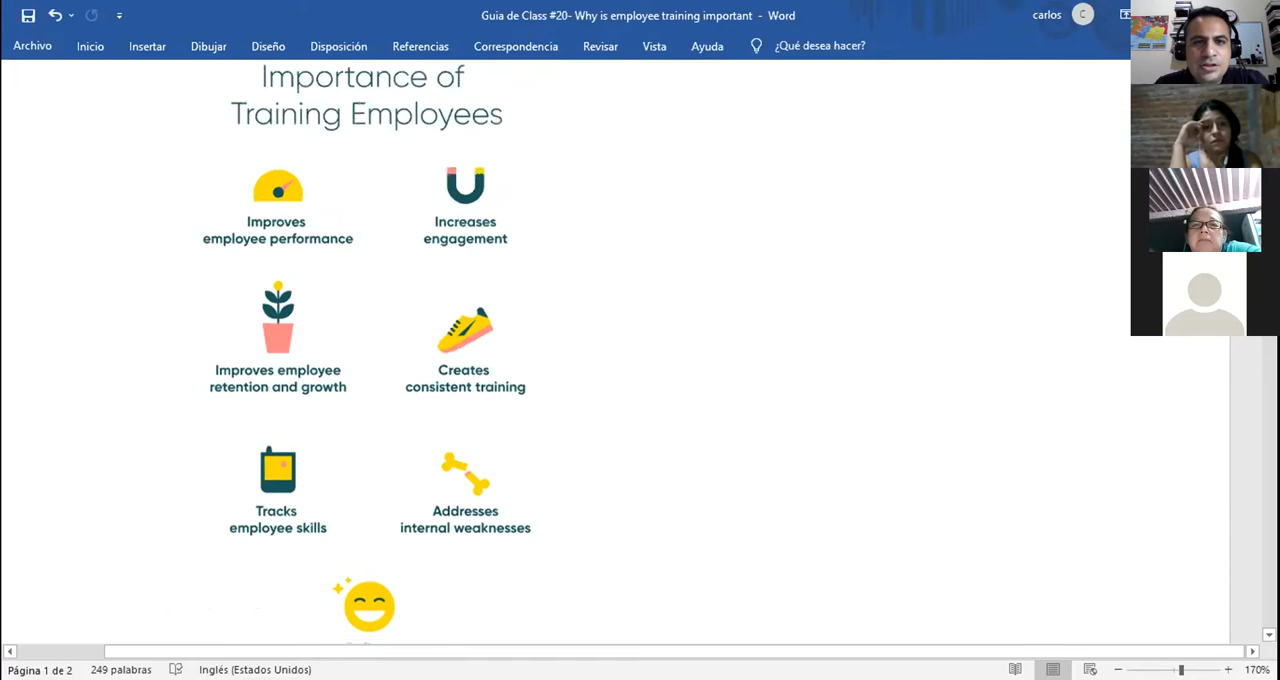 Guia de Class #20- Why is employee training important - Word
carlos
C
Archivo
Inicio
Insertar
Dibujar
Diseño
Disposición
Referencias
Correspondencia
Revisar
Vista
Ayuda
¿Qué desea hacer?
Importance of
Training Employees
Improves
employee performance
Increases
engagement
Improves employee
retention and growth
Creates
consistent training
Tracks
employee skills
Addresses
internal weaknesses
Página 1 de 2
249 palabras
Inglés (Estados Unidos)
170%